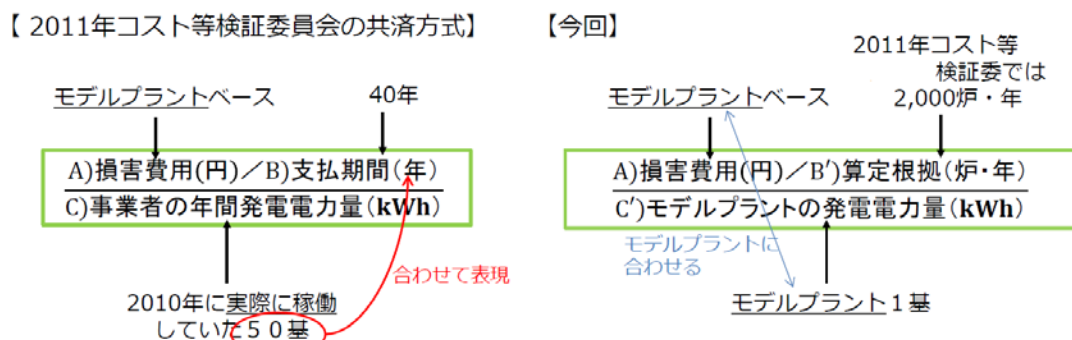 【 2011年コスト等検証委員会の共済方式】
モデルプラントベース
40年
A)損害費用(円)／B)支払期間(年)
C)事業者の年間発電電力量(kWh)
合わせて表現
2010年に実際に稼働
していた５０基
【今回】
2011年コスト等
検証委では
2,000炉・年
モデルプラントベース
A)損害費用(円)／B′)算定根拠(炉・年)
C′)モデルプラントの発電電力量(kWh)
モデルプラントに
合わせる
モデルプラント１基